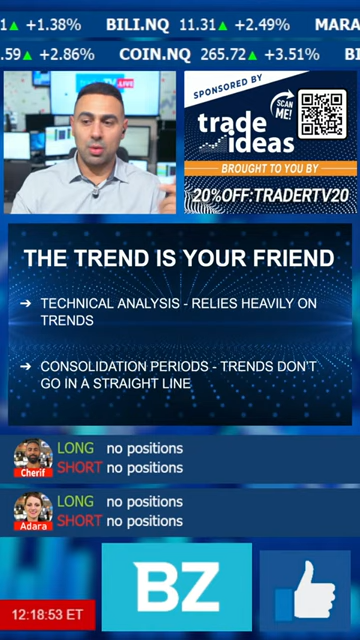 1▲ +1.38% BILI.NQ 11.31▲ +2.49% MARA
.59▲ +2.86% COIN.NQ 265.72▲ +3.51% BI
TV.LIVE
SPONSORED BY
SCAN
ME!
trade
ideas
BROUGHT TO YOU BY
20%OFF:TRADERTV20
THE TREND IS YOUR FRIEND
➔ TECHNICAL ANALYSIS - RELIES HEAVILY ON
TRENDS
➔ CONSOLIDATION PERIODS - TRENDS DON'T
GO IN A STRAIGHT LINE
LONG no positions
SHORT no positions
Cherif
LONG no positions
SHORT no positions
Adara
12:18:53 ET
BZ